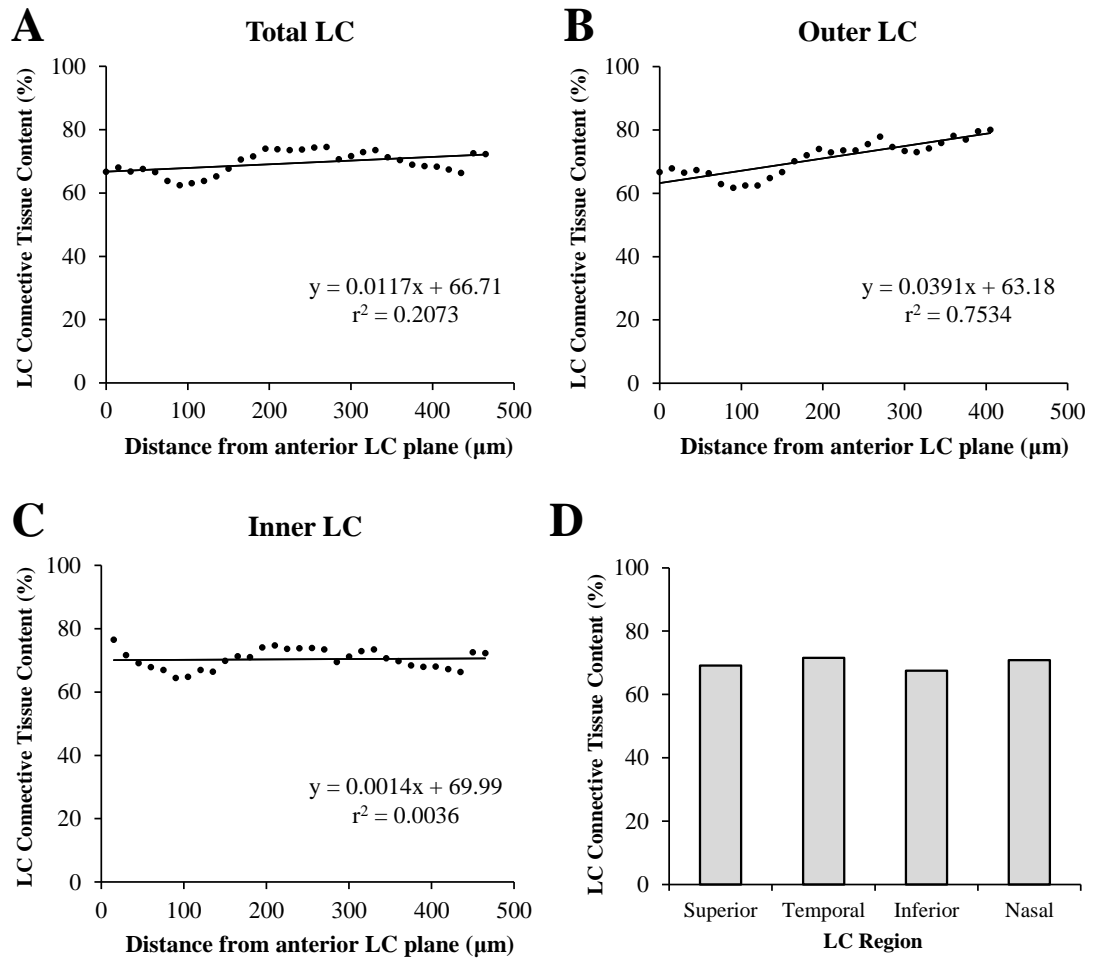 A
Total LC
LC Connective Tissue Content (%)
100
80
60
40
20
0
y = 0.0117x + 66.71
r² = 0.2073
0 100 200 300 400 500
Distance from anterior LC plane (µm)
B
Outer LC
LC Connective Tissue Content (%)
100
80
60
40
20
0
y = 0.0391x + 63.18
r² = 0.7534
0 100 200 300 400 500
Distance from anterior LC plane (µm)
C
Inner LC
LC Connective Tissue Content (%)
100
80
60
40
20
0
y = 0.0014x + 69.99
r² = 0.0036
0 100 200 300 400 500
Distance from anterior LC plane (µm)
D
LC Connective Tissue Content (%)
100
80
60
40
20
0
Superior Temporal Inferior Nasal
LC Region